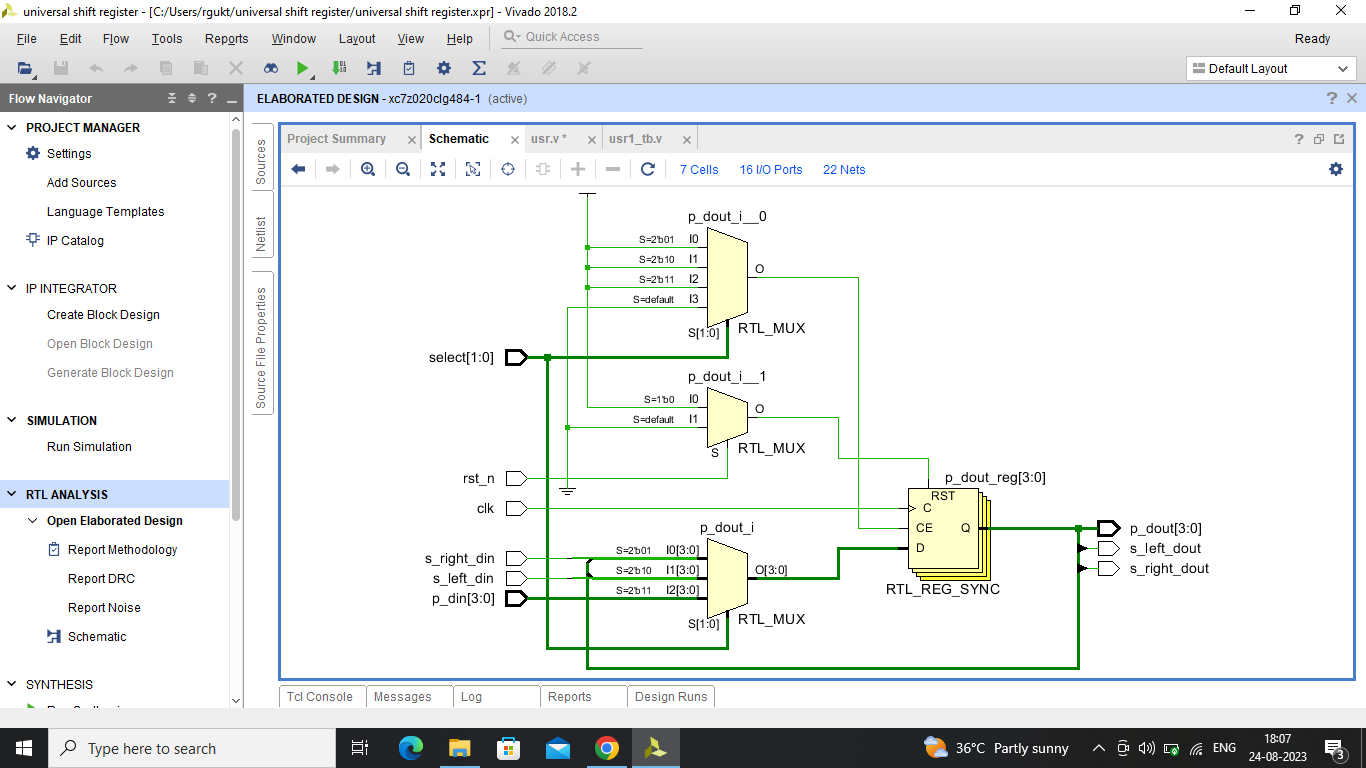 universal shift register - [C:/Users/rgukt/universal shift register/universal shift register.xpr] - Vivado 2018.2
File Edit Flow Tools Reports Window Layout View Help Quick Access Ready
Default Layout
Flow Navigator
ELABORATED DESIGN - xc7z020clg484-1 (active)
PROJECT MANAGER
Settings
Add Sources
Language Templates
IP Catalog
IP INTEGRATOR
Create Block Design
Open Block Design
Generate Block Design
SIMULATION
Run Simulation
RTL ANALYSIS
Open Elaborated Design
Report Methodology
Report DRC
Report Noise
Schematic
SYNTHESIS
Sources
Netlist
Source File Properties
Project Summary Schematic usr.v * usr1_tb.v
7 Cells 16 I/O Ports 22 Nets
p_dout_i__0
S=2'b01 I0
S=2'b10 I1
S=2'b11 I2
S=default I3
O
S[1:0] RTL_MUX
select[1:0]
p_dout_i__1
S=1'b0 I0
S=default I1
O
S RTL_MUX
rst_n
clk
p_dout_reg[3:0]
RST
C
CE Q
D
RTL_REG_SYNC
p_dout[3:0]
s_left_dout
s_right_dout
p_dout_i
s_right_din S=2'b01 I0[3:0]
s_left_din S=2'b10 I1[3:0] O[3:0]
p_din[3:0] S=2'b11 I2[3:0]
S[1:0] RTL_MUX
Tcl Console Messages Log Reports Design Runs
Type here to search
36°C Partly sunny ENG
18:07
24-08-2023
3